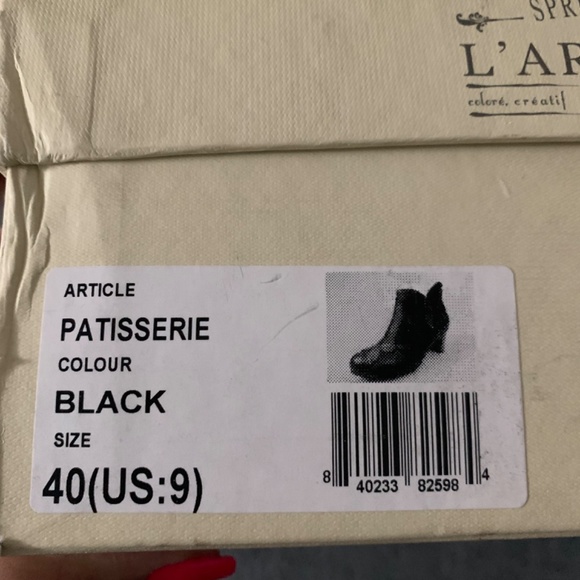 SPR
L'AR
coloré, créatif
ARTICLE
PATISSERIE
COLOUR
BLACK
SIZE
40(US:9)
8 40233 82598 4